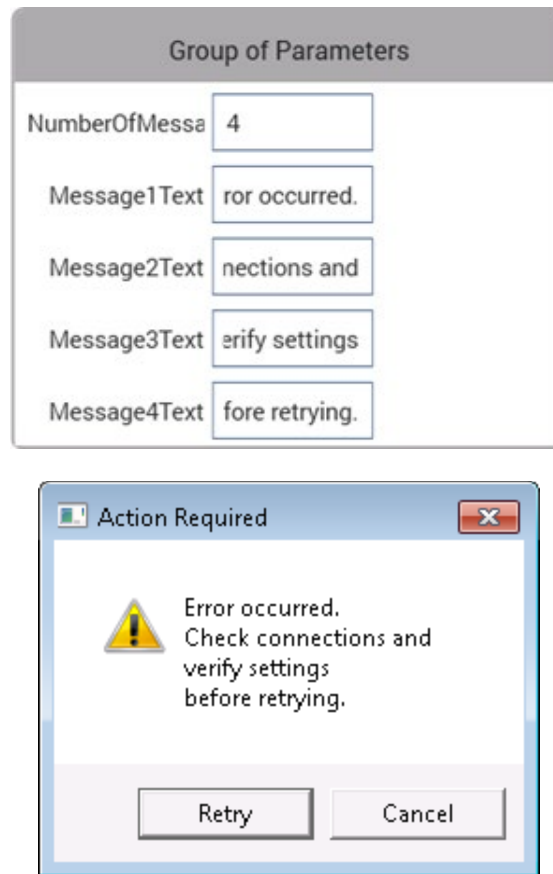 Group of Parameters
NumberOfMessa 4
Message1Text ror occurred.
Message2Text nections and
Message3Text erify settings
Message4Text fore retrying.
Action Required
Error occurred.
Check connections and
verify settings
before retrying.
Retry Cancel